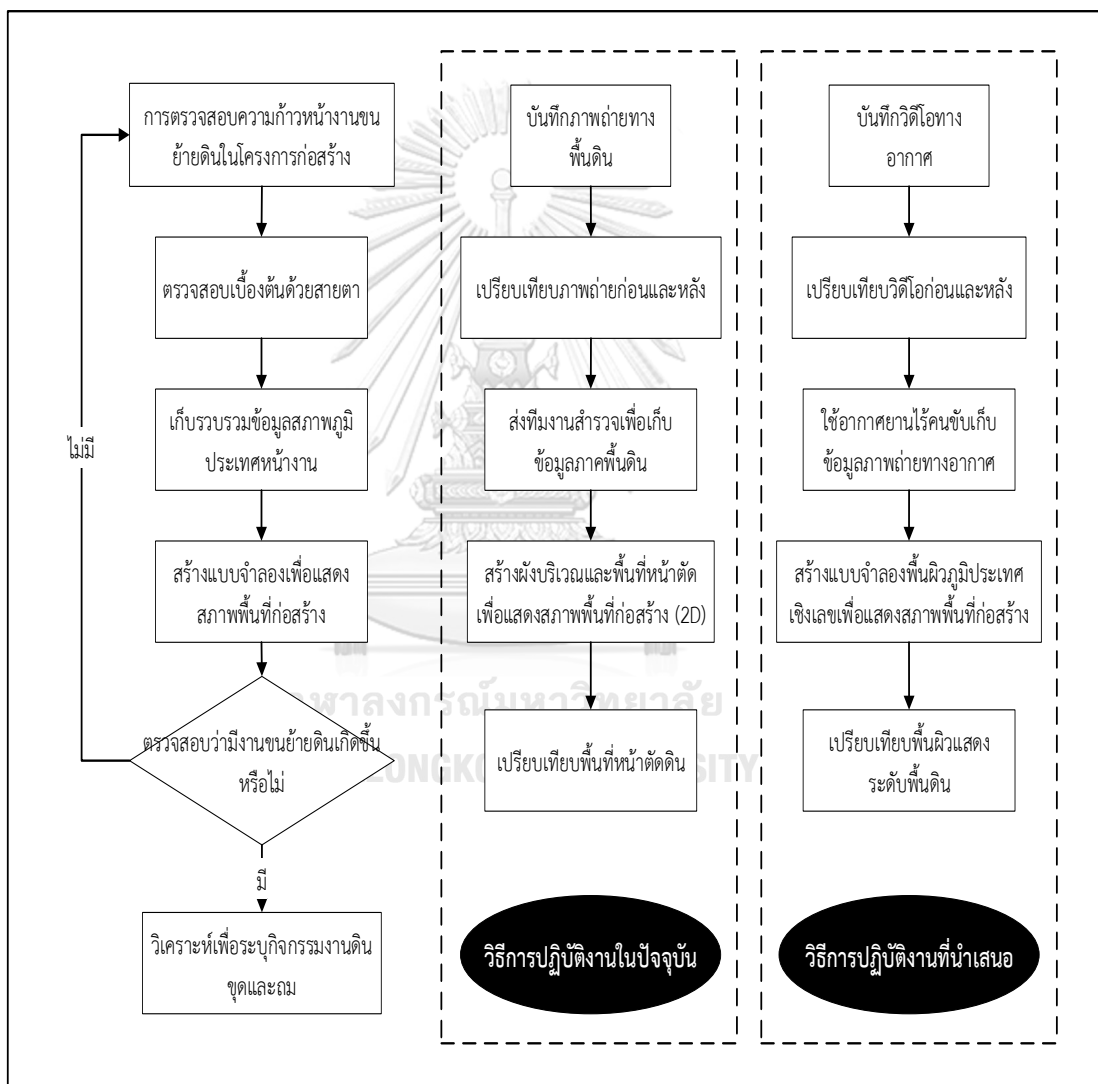 การตรวจสอบความก้าวหน้างานขน
ย้ายดินในโครงการก่อสร้าง
ตรวจสอบเบื้องต้นด้วยสายตา
เก็บรวบรวมข้อมูลสภาพภูมิ
ประเทศหน้างาน
ไม่มี
สร้างแบบจำลองเพื่อแสดง
สภาพพื้นที่ก่อสร้าง
ตรวจสอบว่ามีงานขนย้ายดินเกิดขึ้น
หรือไม่
มี
วิเคราะห์เพื่อระบุกิจกรรมงานดิน
ขุดและถม
บันทึกภาพถ่ายทาง
พื้นดิน
เปรียบเทียบภาพถ่ายก่อนและหลัง
ส่งทีมงานสำรวจเพื่อเก็บ
ข้อมูลภาคพื้นดิน
สร้างผังบริเวณและพื้นที่หน้าตัด
เพื่อแสดงสภาพพื้นที่ก่อสร้าง (2D)
เปรียบเทียบพื้นที่หน้าตัดดิน
วิธีการปฏิบัติงานในปัจจุบัน
บันทึกวิดีโอทาง
อากาศ
เปรียบเทียบวิดีโอก่อนและหลัง
ใช้อากาศยานไร้คนขับเก็บ
ข้อมูลภาพถ่ายทางอากาศ
สร้างแบบจำลองพื้นผิวภูมิประเทศ
เชิงเลขเพื่อแสดงสภาพพื้นที่ก่อสร้าง
เปรียบเทียบพื้นผิวแสดง
ระดับพื้นดิน
วิธีการปฏิบัติงานที่นำเสนอ